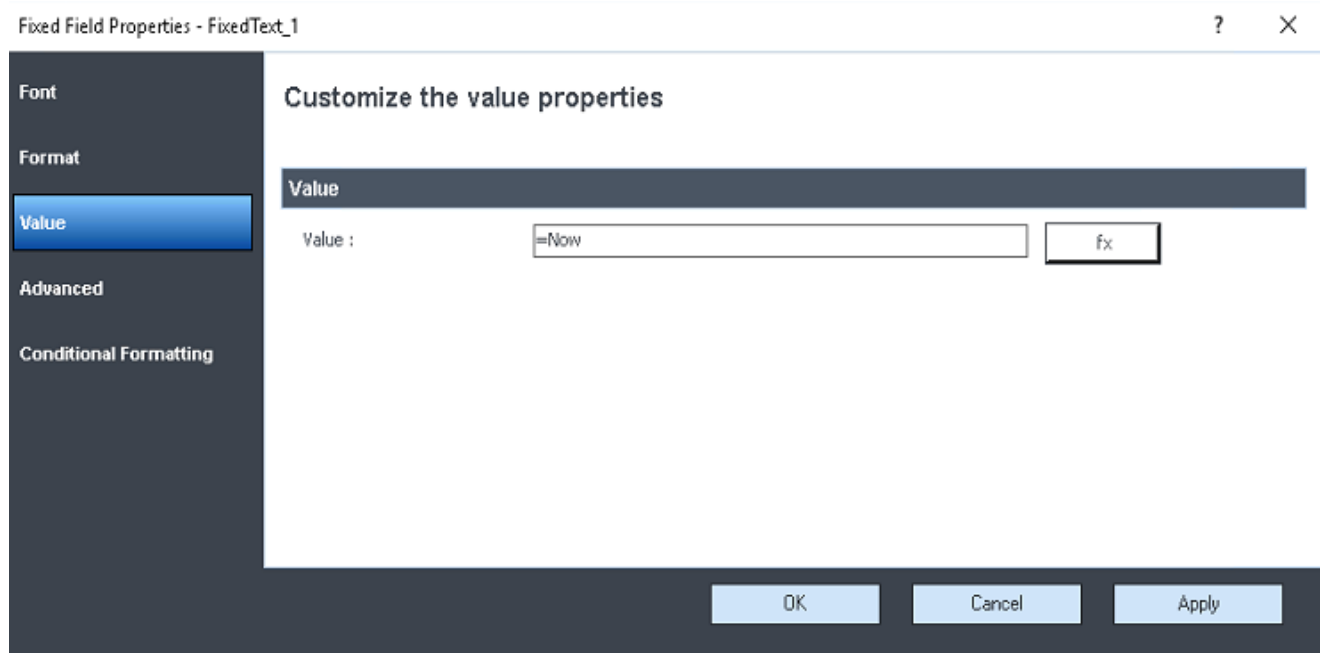 Fixed Field Properties - FixedText_1
? ×
Font
Format
Value
Advanced
Conditional Formatting
Customize the value properties
Value
Value :
=Now
fx
OK
Cancel
Apply